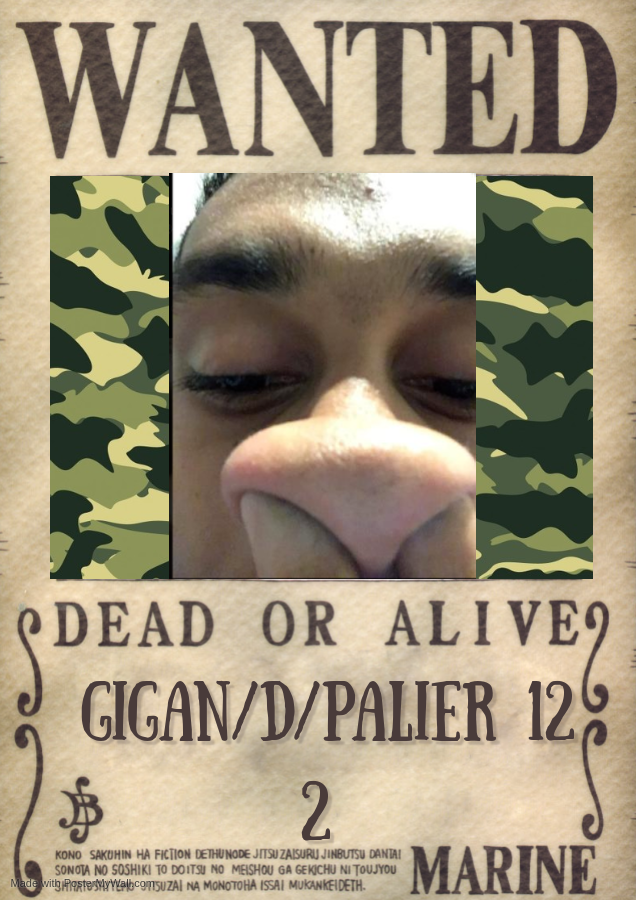 WANTED
DEAD OR ALIVE
GIGAN/D/PALIER 12
2
KONO SAKUHIN HA FICTION DETHUNODE JITSUZAISURU JINBUTSU DANTAI
SONOTA NO SOSHIKI TO DOITSU NO MEISHOU GA GEKICHU NI TOUJYOU
JITSUZAI NA MONOTOHA ISSAI MUKANKEIDETH.
MARINE
Made with PosterMyWall.com